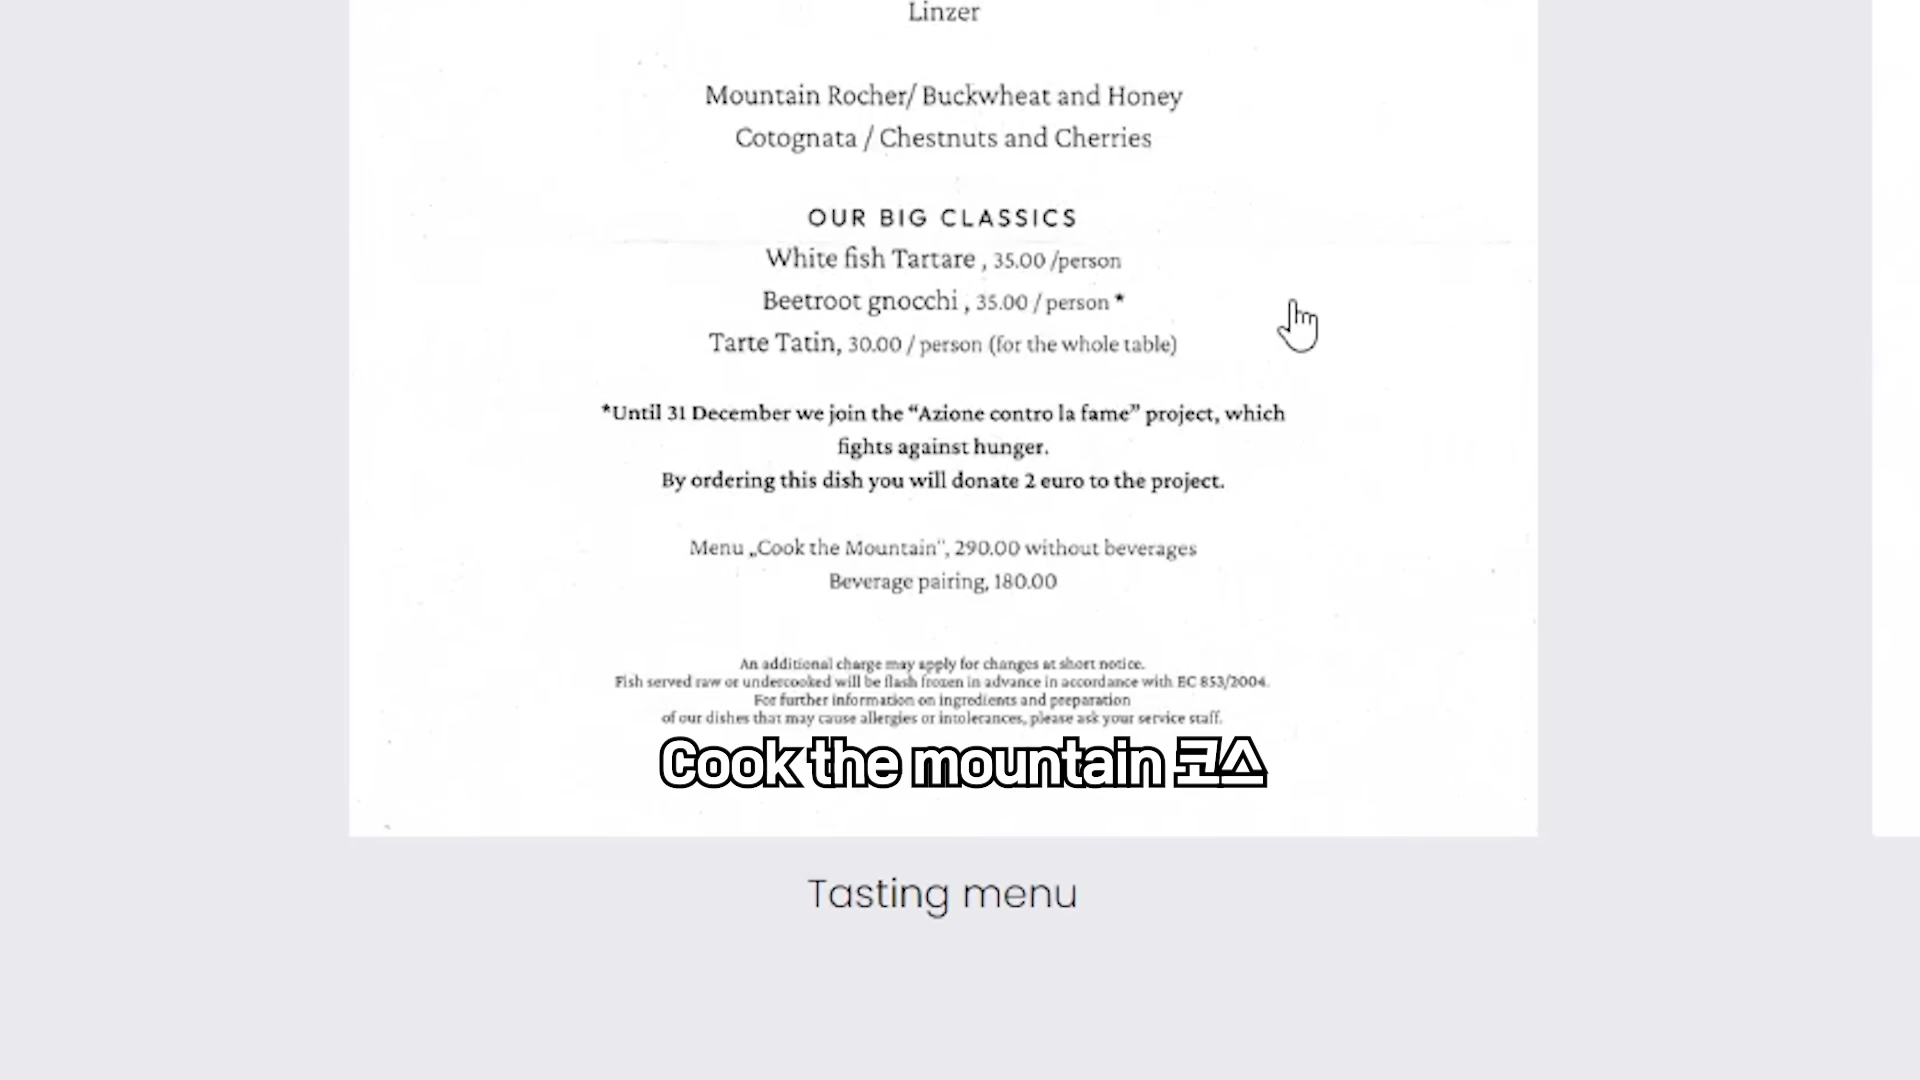 Linzer
Mountain Rocher/ Buckwheat and Honey
Cotognata / Chestnuts and Cherries
OUR BIG CLASSICS
White fish Tartare , 35.00 /person
Beetroot gnocchi , 35.00 / person *
Tarte Tatin, 30.00 / person (for the whole table)
*Until 31 December we join the “Azione contro la fame” project, which
fights against hunger.
By ordering this dish you will donate 2 euro to the project.
Menu „Cook the Mountain", 290.00 without beverages
Beverage pairing, 180.00
An additional charge may apply for changes at short notice.
Fish served raw or undercooked will be flash frozen in advance in accordance with EC 853/2004.
For further information on ingredients and preparation
of our dishes that may cause allergies or intolerances, please ask your service staff.
Cook the mountain 코스
Tasting menu